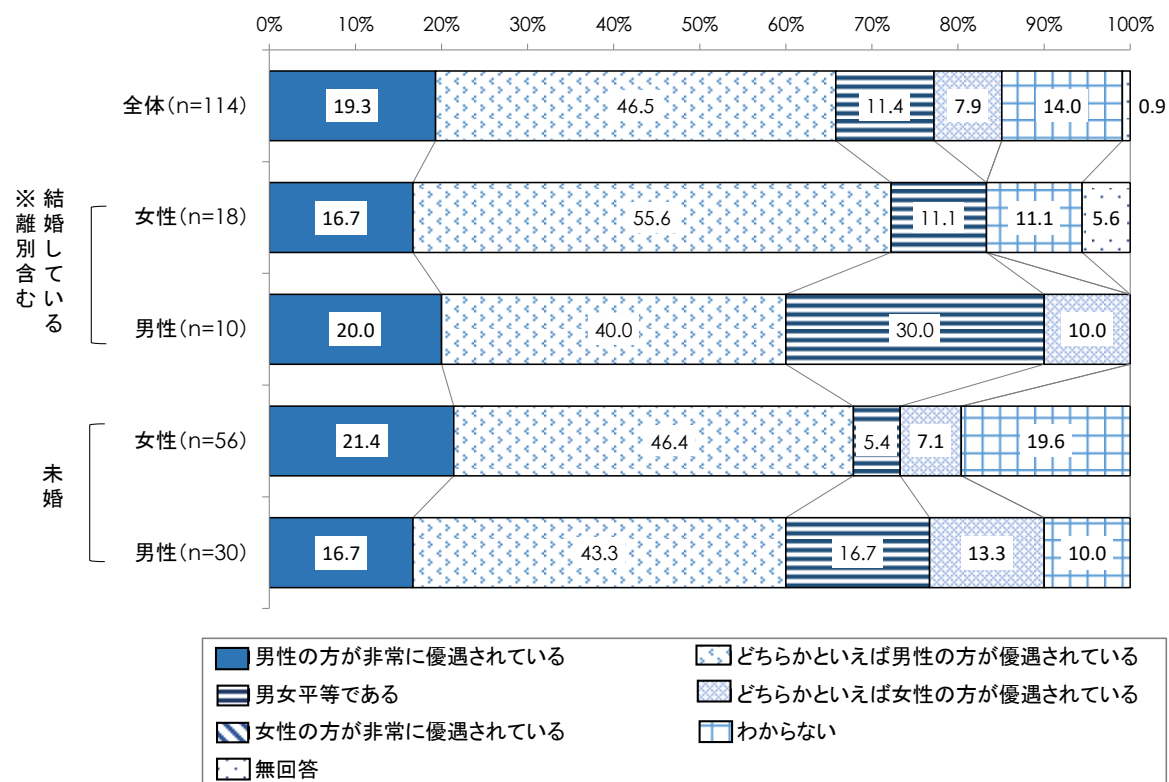 0% 10% 20% 30% 40% 50% 60% 70% 80% 90% 100%
全体(n=114) 19.3 46.5 11.4 7.9 14.0 0.9
結婚している
※離別含む
女性(n=18) 16.7 55.6 11.1 11.1 5.6
男性(n=10) 20.0 40.0 30.0 10.0
未婚
女性(n=56) 21.4 46.4 5.4 7.1 19.6
男性(n=30) 16.7 43.3 16.7 13.3 10.0
男性の方が非常に優遇されている どちらかといえば男性の方が優遇されている
男女平等である どちらかといえば女性の方が優遇されている
女性の方が非常に優遇されている わからない
無回答